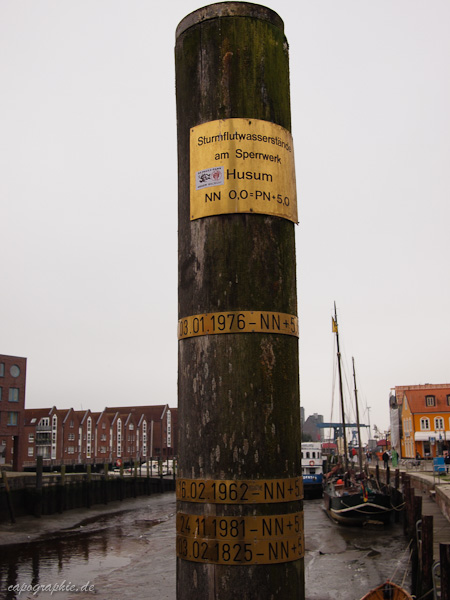 Sturmflutwasserstände
am Sperrwerk
Husum
NN 0,0=PN+5,0
03.01.1976–NN+5,
16.02.1962–NN+5,
24.11.1981–NN+5,
03.02.1825–NN+5,
capographic.de